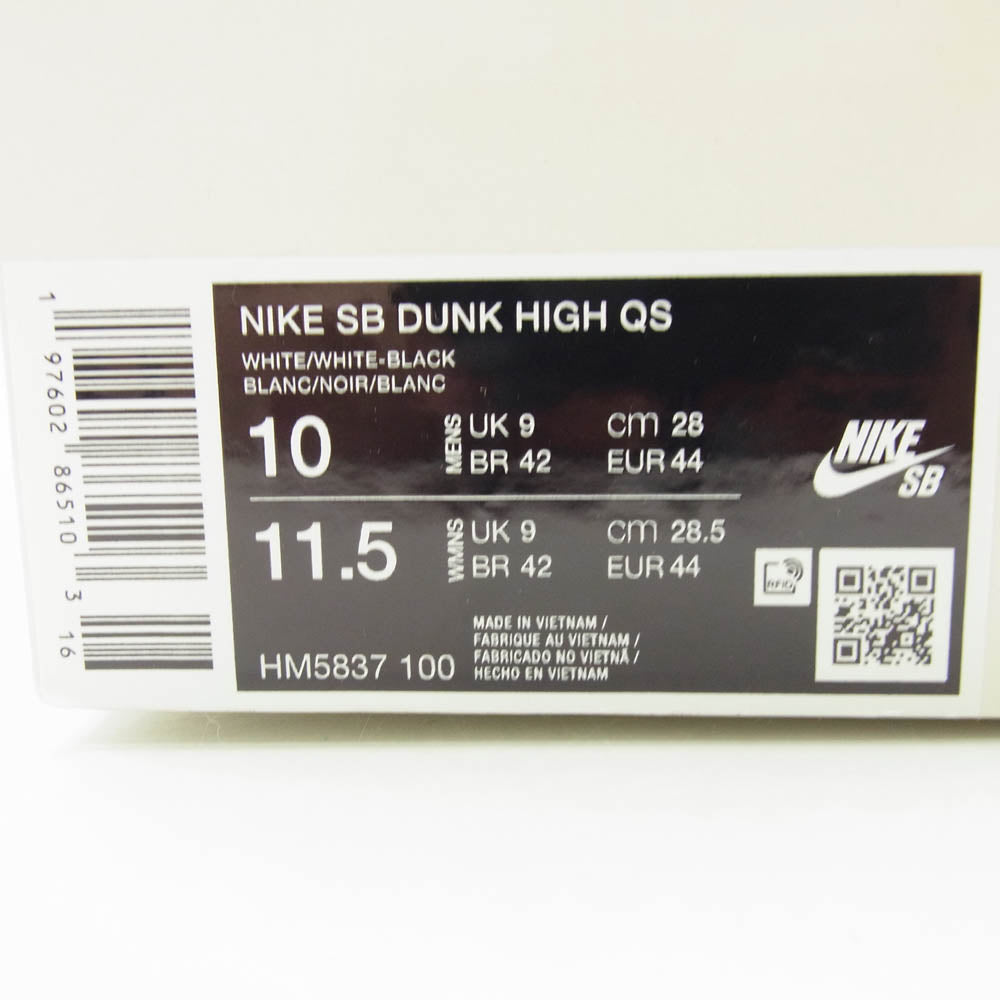 NIKE SB DUNK HIGH QS
WHITE/WHITE-BLACK
BLANC/NOIR/BLANC
10 MENS UK 9 cm 28
BR 42 EUR 44
11.5 WMNS UK 9 cm 28.5
BR 42 EUR 44
HM5837 100
MADE IN VIETNAM /
FABRIQUE AU VIETNAM /
FABRICADO NO VIETNÃ /
HECHO EN VIETNAM
NIKE
SB
RFID
1 97602 86510 3 16